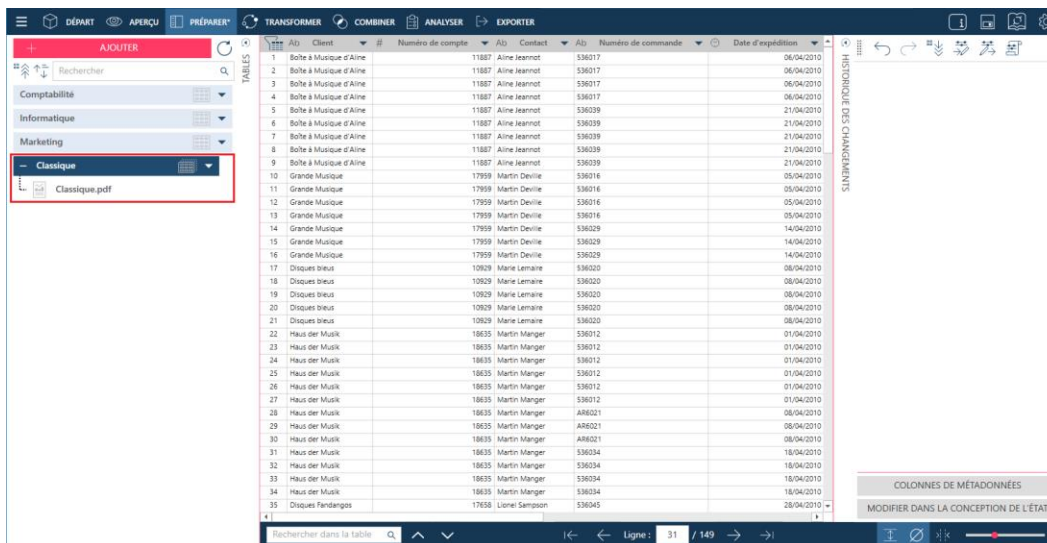 DÉPART APERÇU PRÉPARER* TRANSFORMER COMBINER ANALYSER EXPORTER
+ AJOUTER
Rechercher
Comptabilité
Informatique
Marketing
Classique
Classique.pdf
TABLES
Ab Client # Numéro de compte Ab Contact Ab Numéro de commande Date d'expédition
1 Boîte à Musique d'Aline 11887 Aline Jeannot 536017 06/04/2010
2 Boîte à Musique d'Aline 11887 Aline Jeannot 536017 06/04/2010
3 Boîte à Musique d'Aline 11887 Aline Jeannot 536017 06/04/2010
4 Boîte à Musique d'Aline 11887 Aline Jeannot 536017 06/04/2010
5 Boîte à Musique d'Aline 11887 Aline Jeannot 536039 21/04/2010
6 Boîte à Musique d'Aline 11887 Aline Jeannot 536039 21/04/2010
7 Boîte à Musique d'Aline 11887 Aline Jeannot 536039 21/04/2010
8 Boîte à Musique d'Aline 11887 Aline Jeannot 536039 21/04/2010
9 Boîte à Musique d'Aline 11887 Aline Jeannot 536039 21/04/2010
10 Grande Musique 17959 Martin Deville 536016 05/04/2010
11 Grande Musique 17959 Martin Deville 536016 05/04/2010
12 Grande Musique 17959 Martin Deville 536016 05/04/2010
13 Grande Musique 17959 Martin Deville 536016 05/04/2010
14 Grande Musique 17959 Martin Deville 536029 14/04/2010
15 Grande Musique 17959 Martin Deville 536029 14/04/2010
16 Grande Musique 17959 Martin Deville 536029 14/04/2010
17 Disques bleus 10929 Marie Lemaire 536020 08/04/2010
18 Disques bleus 10929 Marie Lemaire 536020 08/04/2010
19 Disques bleus 10929 Marie Lemaire 536020 08/04/2010
20 Disques bleus 10929 Marie Lemaire 536020 08/04/2010
21 Disques bleus 10929 Marie Lemaire 536020 08/04/2010
22 Haus der Musik 18635 Martin Manger 536012 01/04/2010
23 Haus der Musik 18635 Martin Manger 536012 01/04/2010
24 Haus der Musik 18635 Martin Manger 536012 01/04/2010
25 Haus der Musik 18635 Martin Manger 536012 01/04/2010
26 Haus der Musik 18635 Martin Manger 536012 01/04/2010
27 Haus der Musik 18635 Martin Manger 536012 01/04/2010
28 Haus der Musik 18635 Martin Manger AR6021 08/04/2010
29 Haus der Musik 18635 Martin Manger AR6021 08/04/2010
30 Haus der Musik 18635 Martin Manger AR6021 08/04/2010
31 Haus der Musik 18635 Martin Manger 536034 18/04/2010
32 Haus der Musik 18635 Martin Manger 536034 18/04/2010
33 Haus der Musik 18635 Martin Manger 536034 18/04/2010
34 Haus der Musik 18635 Martin Manger 536034 18/04/2010
35 Disques Fandangos 17658 Lionel Sampson 536045 28/04/2010
Rechercher dans la table
Ligne : 31 / 149
HISTORIQUE DES CHANGEMENTS
COLONNES DE MÉTADONNÉES
MODIFIER DANS LA CONCEPTION DE L'ÉTAT